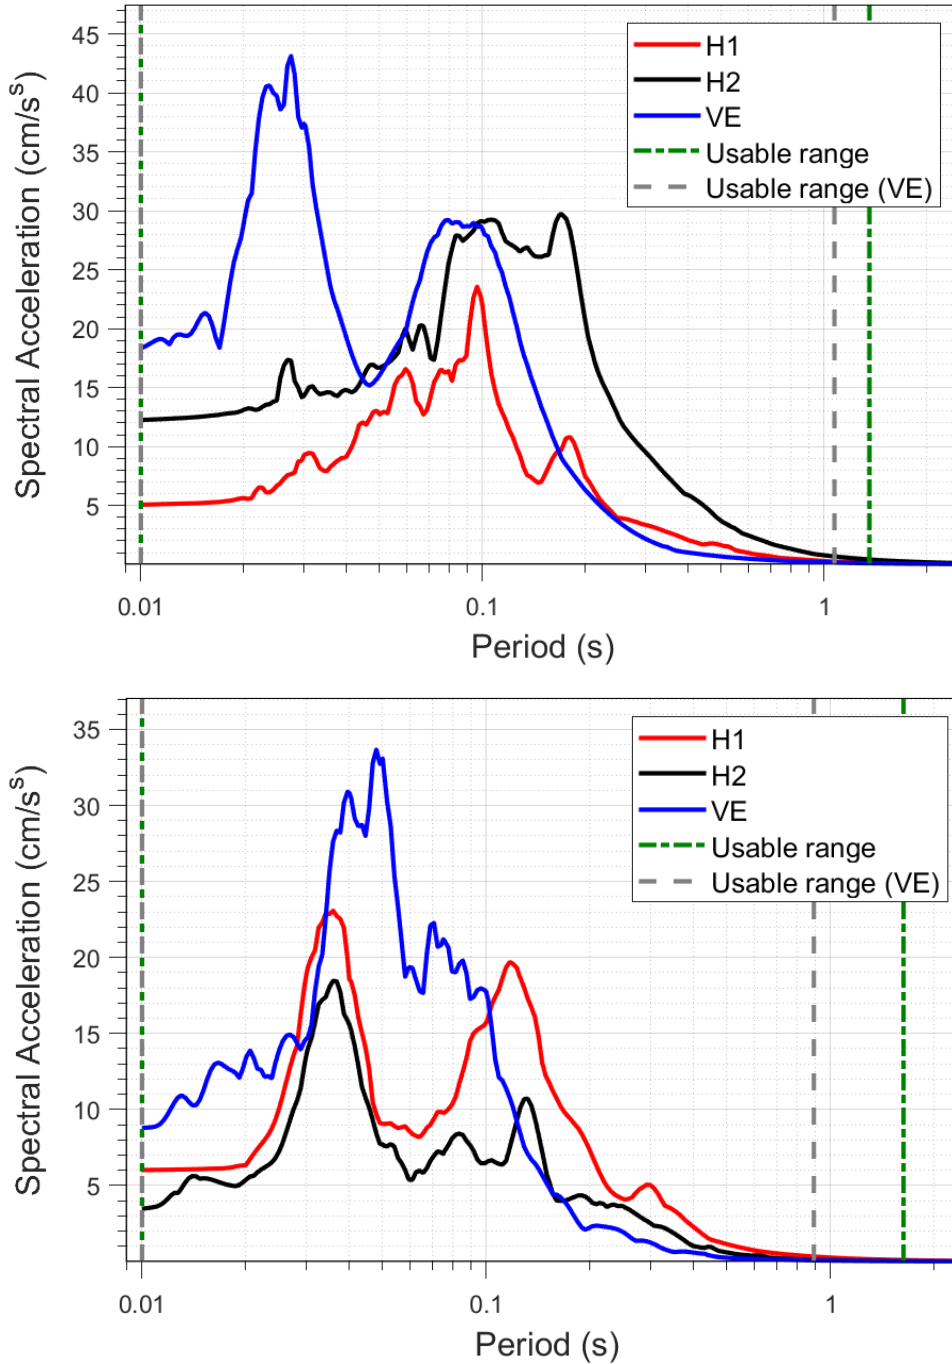 45
40
35
30
25
20
15
10
5
Spectral Acceleration (cm/s^s)
H1
H2
VE
Usable range
Usable range (VE)
0.01
0.1
1
Period (s)
35
30
25
20
15
10
5
Spectral Acceleration (cm/s^s)
H1
H2
VE
Usable range
Usable range (VE)
0.01
0.1
1
Period (s)